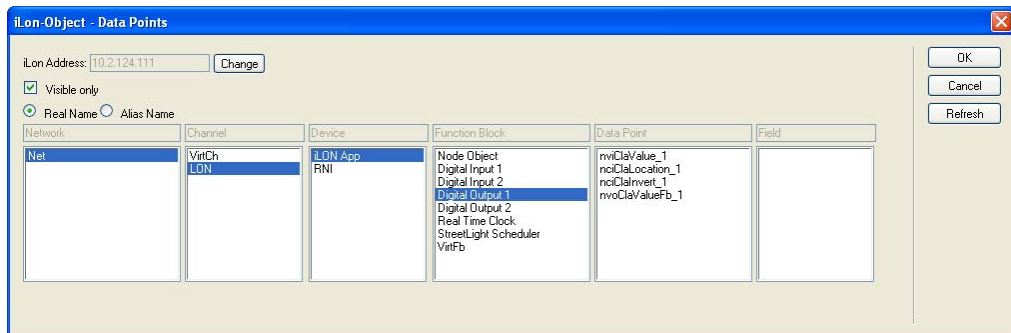 iLon-Object - Data Points
iLon Address: 10.2.124.111 Change
Visible only
Real Name Alias Name
Network
Net
Channel
VirtCh
LON
Device
iLON App
RNI
Function Block
Node Object
Digital Input 1
Digital Input 2
Digital Output 1
Digital Output 2
Real Time Clock
StreetLight Scheduler
VirtFb
Data Point
nviClaValue_1
nciClaLocation_1
nciClaInvert_1
nvoClaValueFb_1
Field
OK
Cancel
Refresh